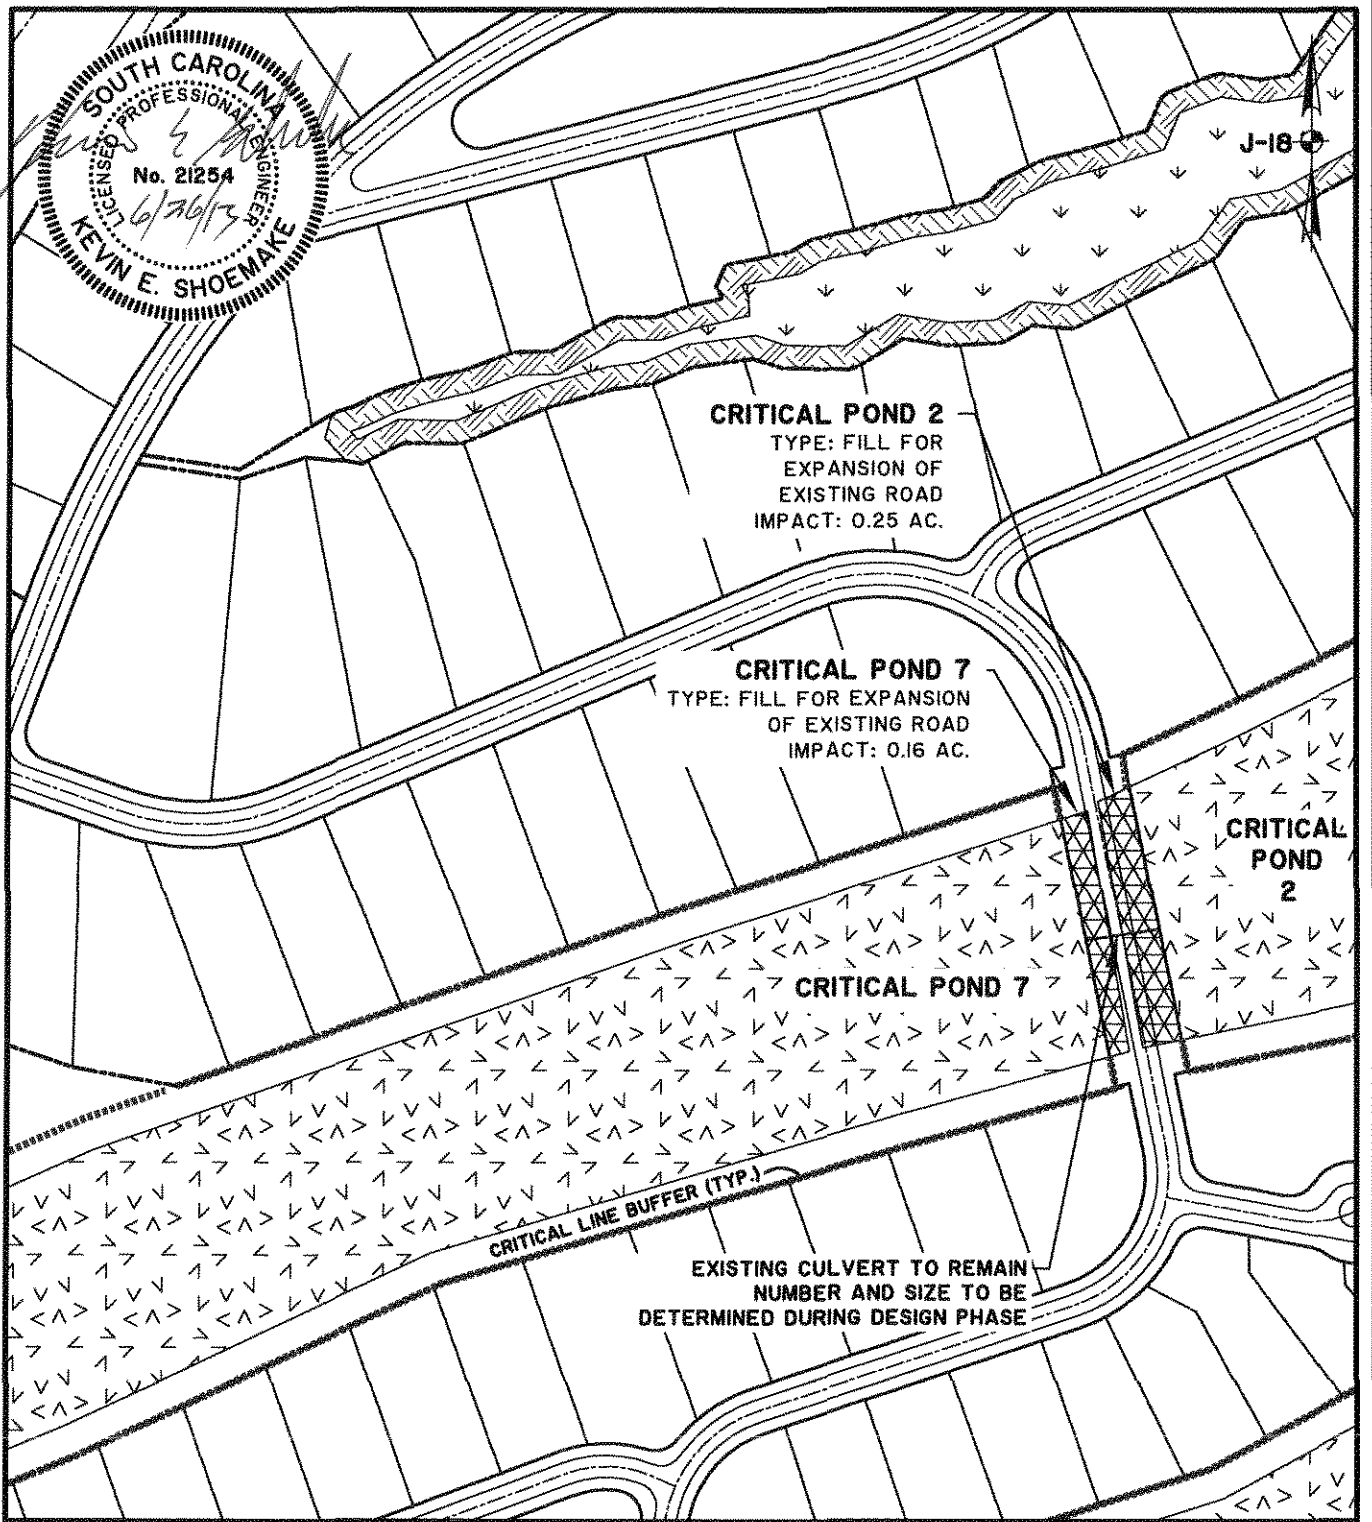 SOUTH CAROLINA
LICENSED PROFESSIONAL ENGINEER
No. 21254
6/26/13
KEVIN E. SHOEMAKE
J-18
CRITICAL POND 2
TYPE: FILL FOR
EXPANSION OF
EXISTING ROAD
IMPACT: 0.25 AC.
CRITICAL POND 7
TYPE: FILL FOR EXPANSION
OF EXISTING ROAD
IMPACT: 0.16 AC.
CRITICAL
POND
2
CRITICAL POND 7
CRITICAL LINE BUFFER (TYP.)
EXISTING CULVERT TO REMAIN
NUMBER AND SIZE TO BE
DETERMINED DURING DESIGN PHASE